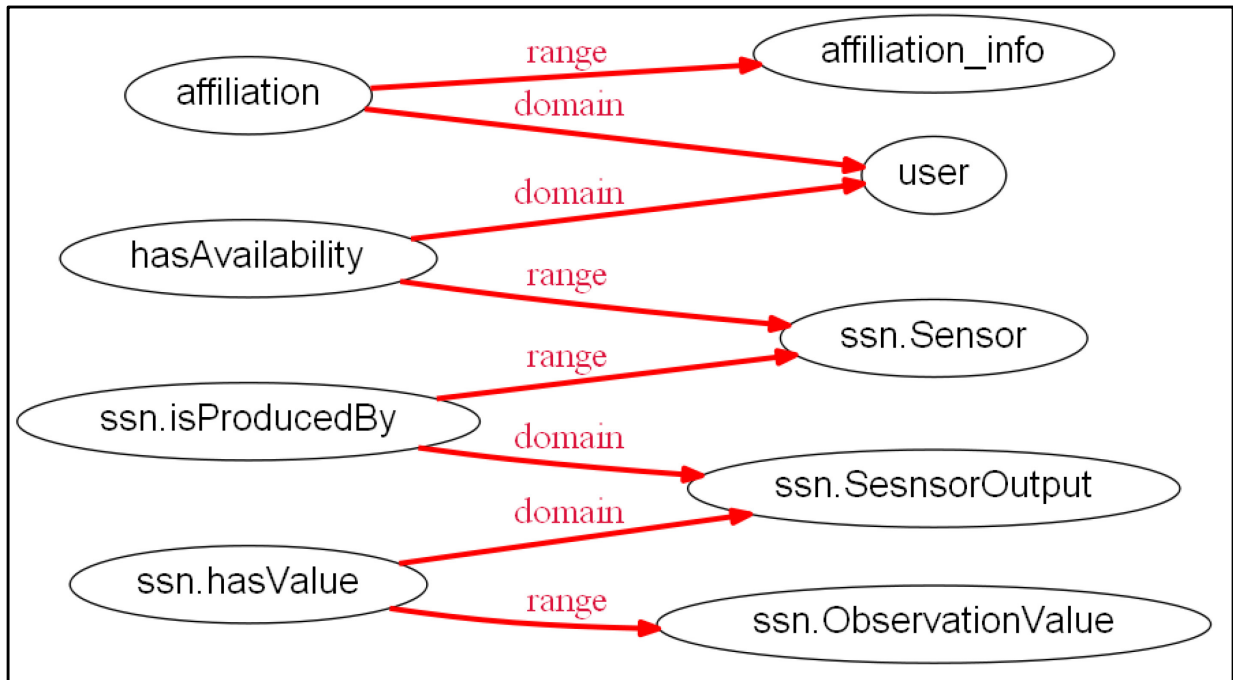 range
affiliation_info
affiliation
domain
user
domain
hasAvailability
range
ssn.Sensor
range
ssn.isProducedBy
domain
ssn.SesnsorOutput
domain
ssn.hasValue
range
ssn.ObservationValue